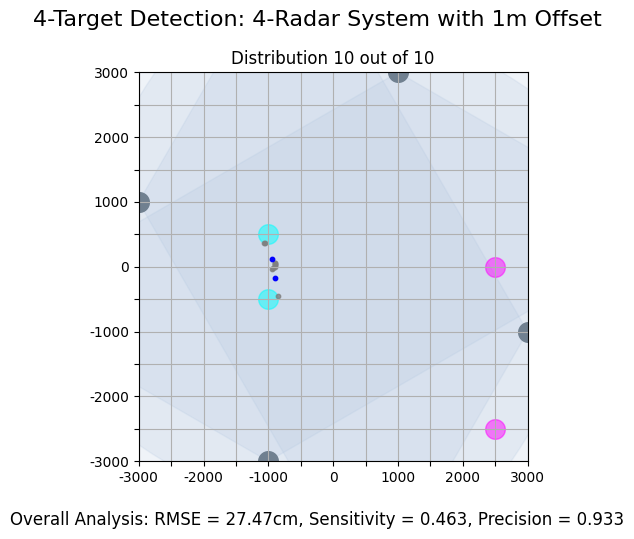 4-Target Detection: 4-Radar System with 1m Offset
Distribution 10 out of 10
3000
2000
1000
0
-1000
-2000
-3000
-3000 -2000 -1000 0 1000 2000 3000
Overall Analysis: RMSE = 27.47cm, Sensitivity = 0.463, Precision = 0.933